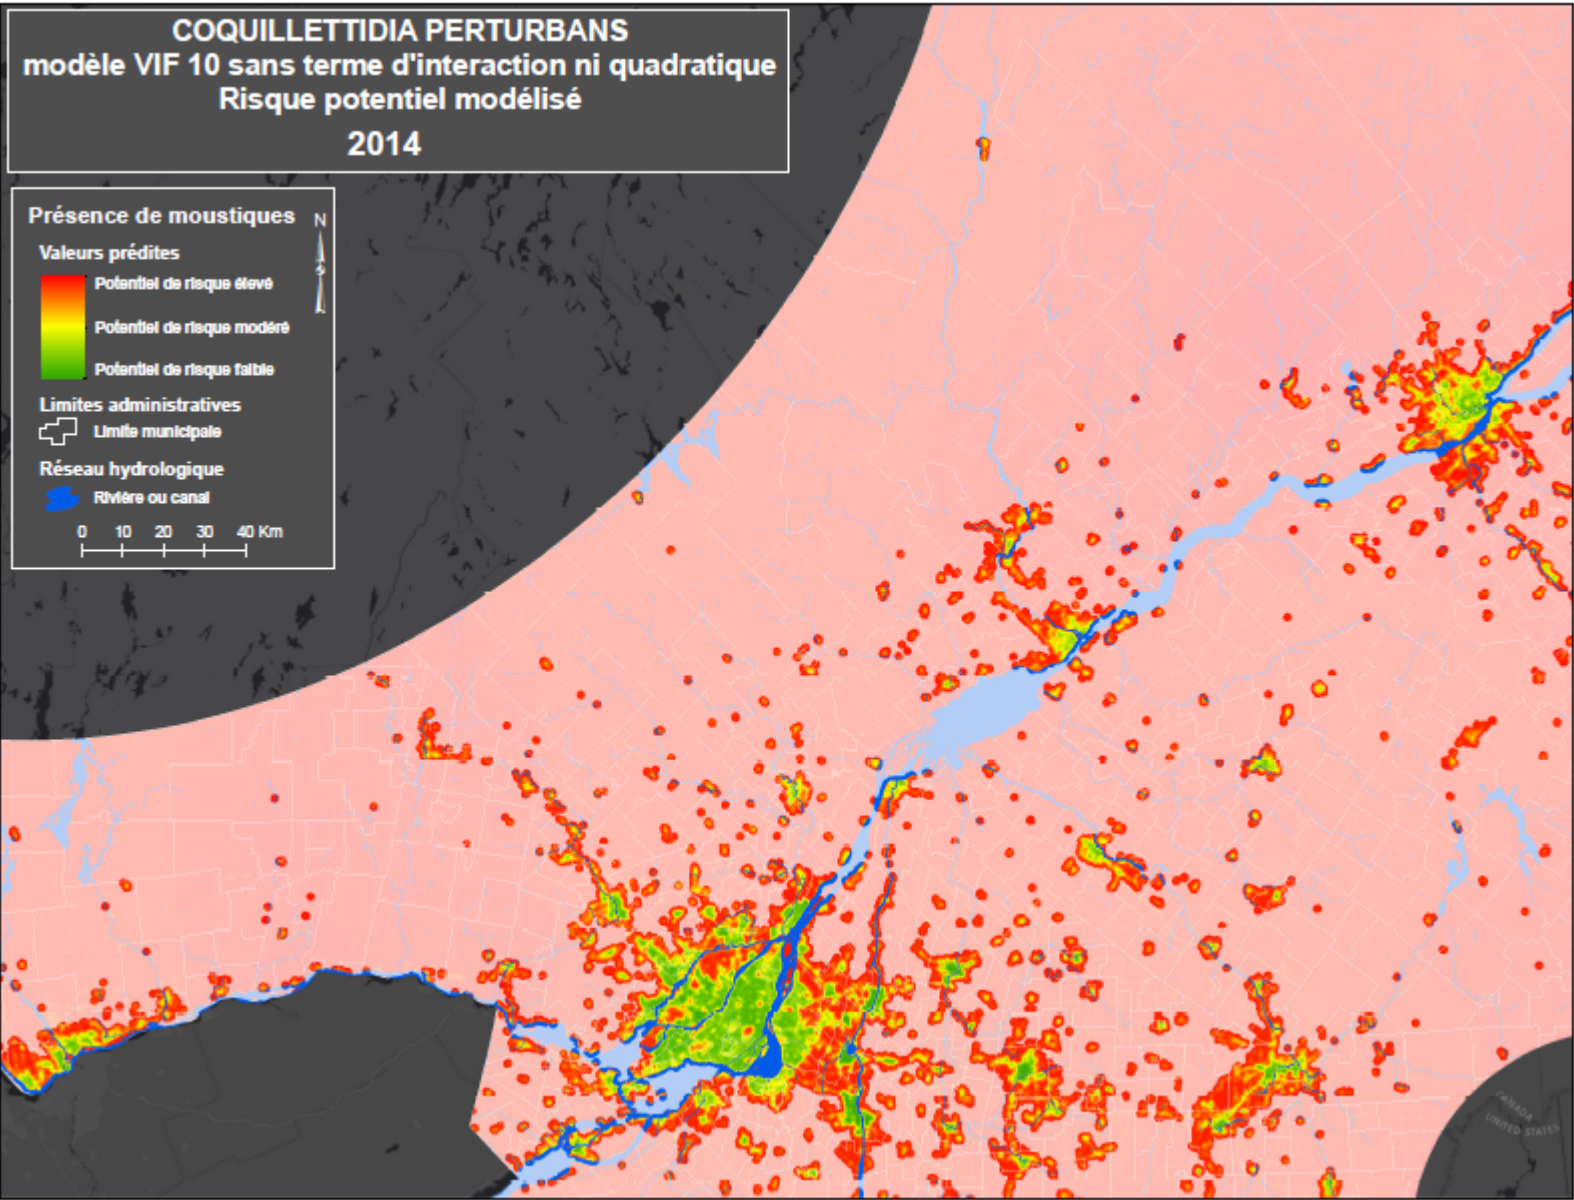 COQUILLETTIDIA PERTURBANS
modèle VIF 10 sans terme d'interaction ni quadratique
Risque potentiel modélisé
2014
Présence de moustiques
N
Valeurs prédites
Potentiel de risque élevé
Potentiel de risque modéré
Potentiel de risque faible
Limites administratives
Limite municipale
Réseau hydrologique
Rivière ou canal
0 10 20 30 40 Km
CANADA
UNITED STATES